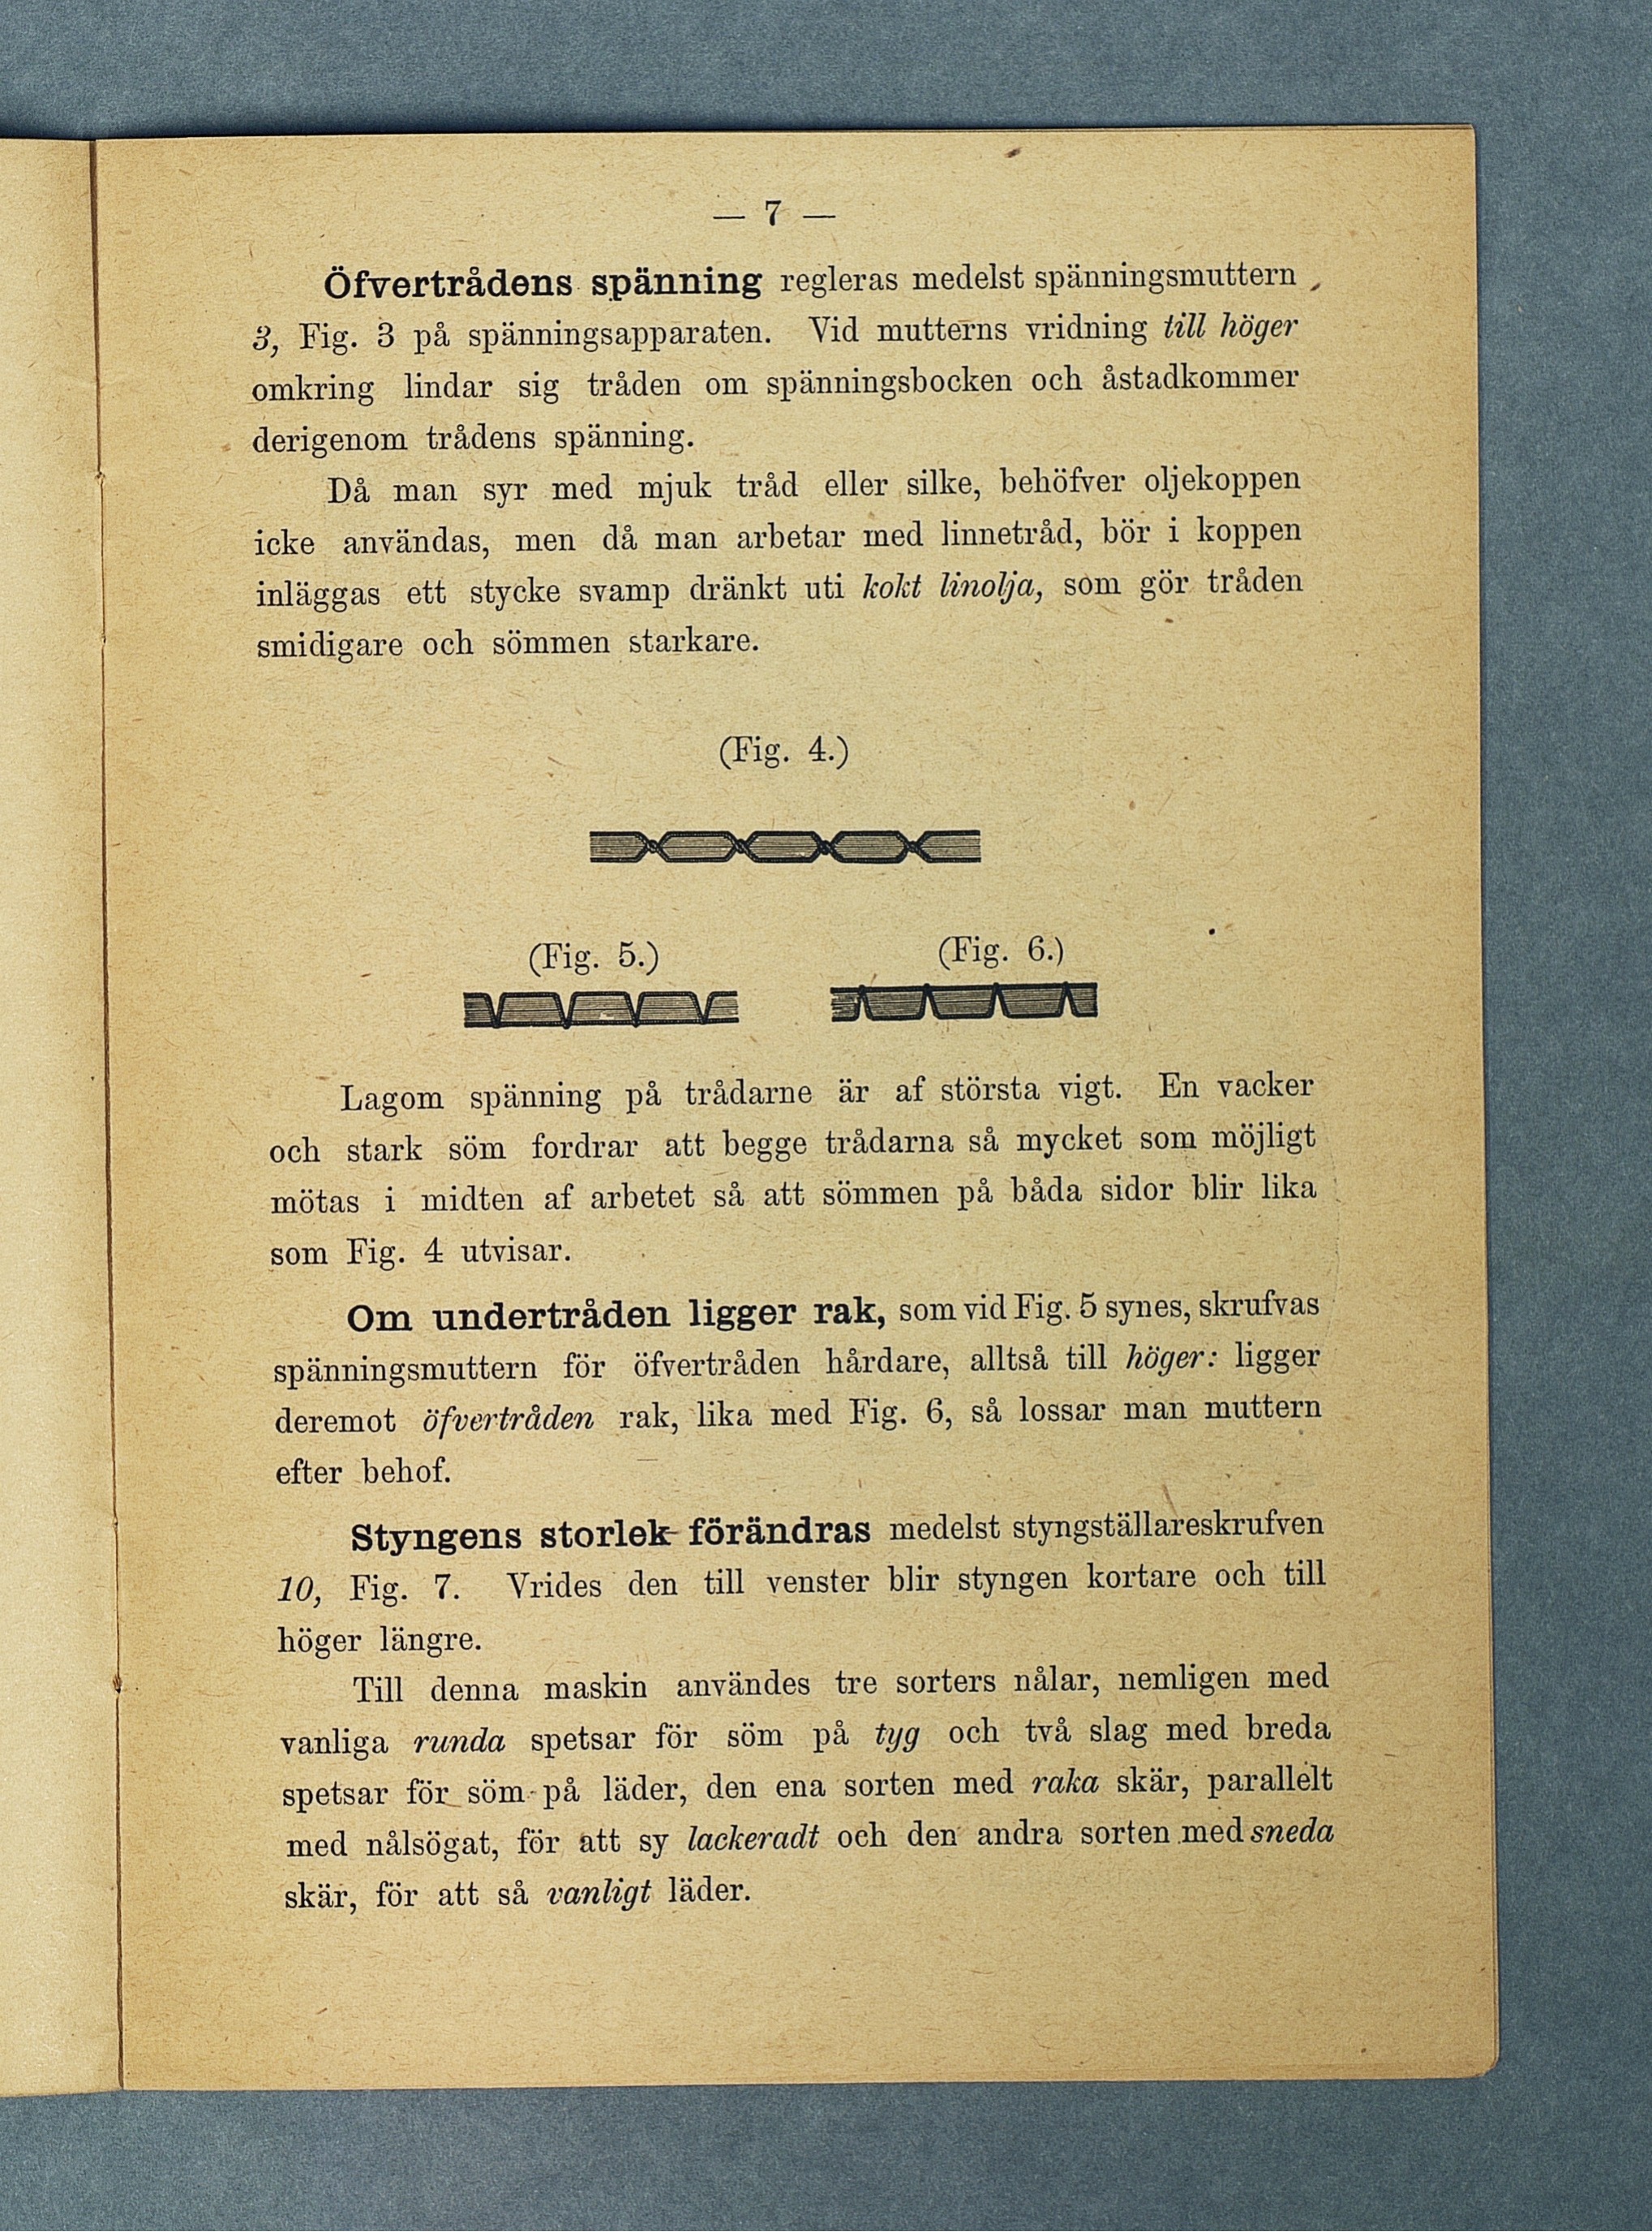 — 7 —
Öfvertrådens spänning regleras medelst spänningsmuttern
3, Fig. 3 på spänningsapparaten. Vid mutterns vridning till höger
omkring lindar sig tråden om spänningsbocken och åstadkommer
derigenom trådens spänning.
Då man syr med mjuk tråd eller silke, behöfver oljekoppen
icke användas, men då man arbetar med linnetråd, bör i koppen
inläggas ett stycke svamp dränkt uti kokt linolja, som gör tråden
smidigare och sömmen starkare.
(Fig. 4.)
(Fig. 5.) (Fig. 6.)
Lagom spänning på trådarne är af största vigt. En vacker
och stark söm fordrar att begge trådarna så mycket som möjligt
mötas i midten af arbetet så att sömmen på båda sidor blir lika
som Fig. 4 utvisar.
Om undertråden ligger rak, som vid Fig. 5 synes, skrufvas
spänningsmuttern för öfvertråden hårdare, alltså till höger: ligger
deremot öfvertråden rak, lika med Fig. 6, så lossar man muttern
efter behof.
Styngens storlek förändras medelst styngställareskrufven
10, Fig. 7. Vrides den till venster blir styngen kortare och till
höger längre.
Till denna maskin användes tre sorters nålar, nemligen med
vanliga runda spetsar för söm på tyg och två slag med breda
spetsar för söm på läder, den ena sorten med raka skär, parallelt
med nålsögat, för att sy lackeradt och den andra sorten med sneda
skär, för att så vanligt läder.